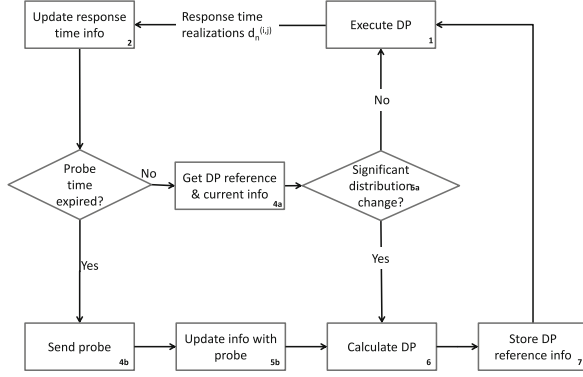 Update response
time info
2
Response time
realizations dₙ⁽ⁱ,ʲ⁾
Execute DP
1
No
Probe
time
expired?
No
Get DP reference
& current info
4a
Significant
distribution
5a
change?
Yes
Yes
Send probe
4b
Update info with
probe
5b
Calculate DP
6
Store DP
reference info
7